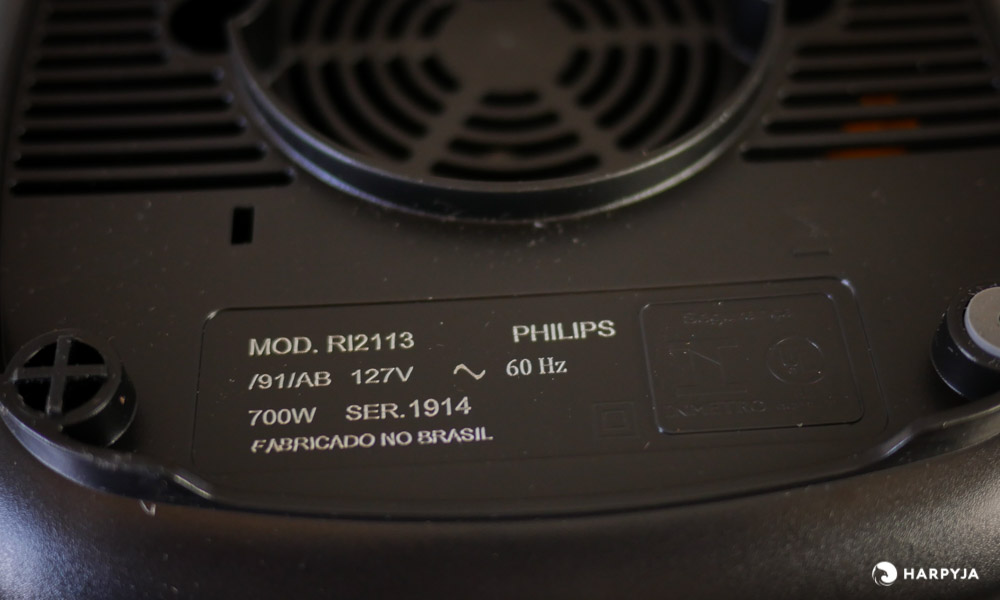 MOD. RI2113 PHILIPS
/91/AB 127V ~ 60 Hz
700W SER.1914
FABRICADO NO BRASIL
HARPYJA